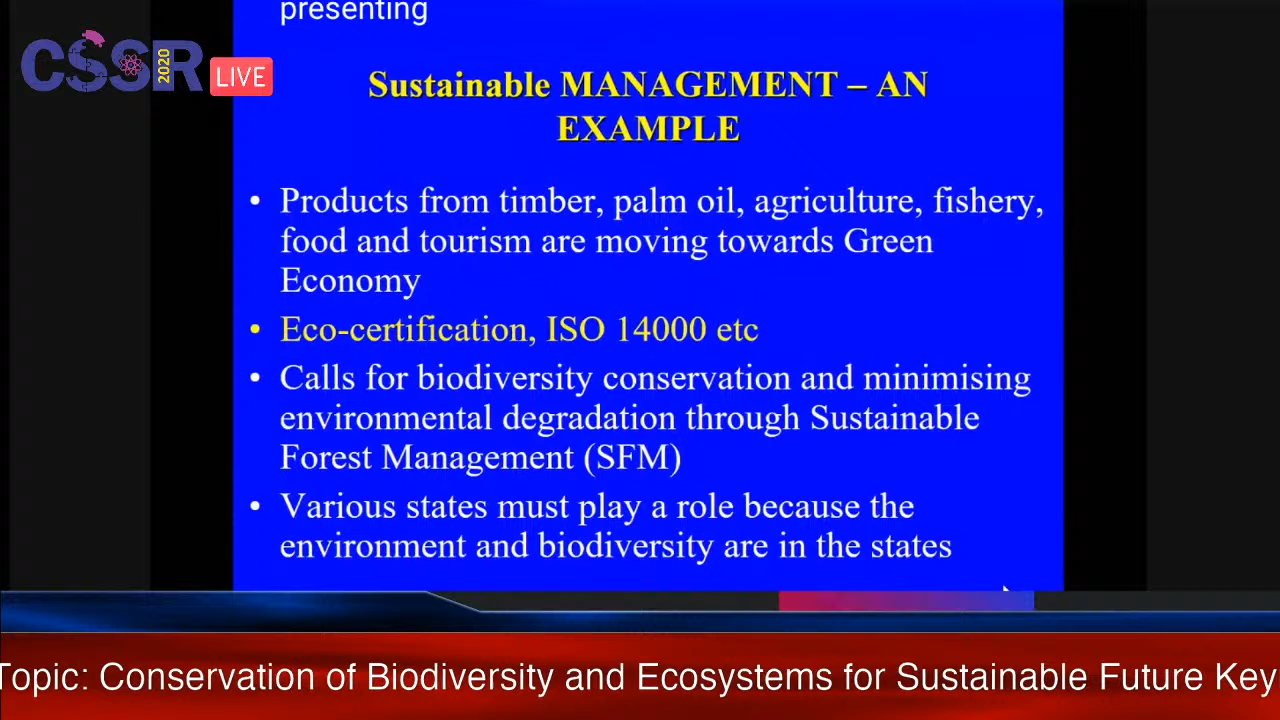 presenting
CSSR
2020
LIVE
Sustainable MANAGEMENT – AN
EXAMPLE
• Products from timber, palm oil, agriculture, fishery,
food and tourism are moving towards Green
Economy
• Eco-certification, ISO 14000 etc
• Calls for biodiversity conservation and minimising
environmental degradation through Sustainable
Forest Management (SFM)
• Various states must play a role because the
environment and biodiversity are in the states
Topic: Conservation of Biodiversity and Ecosystems for Sustainable Future Key